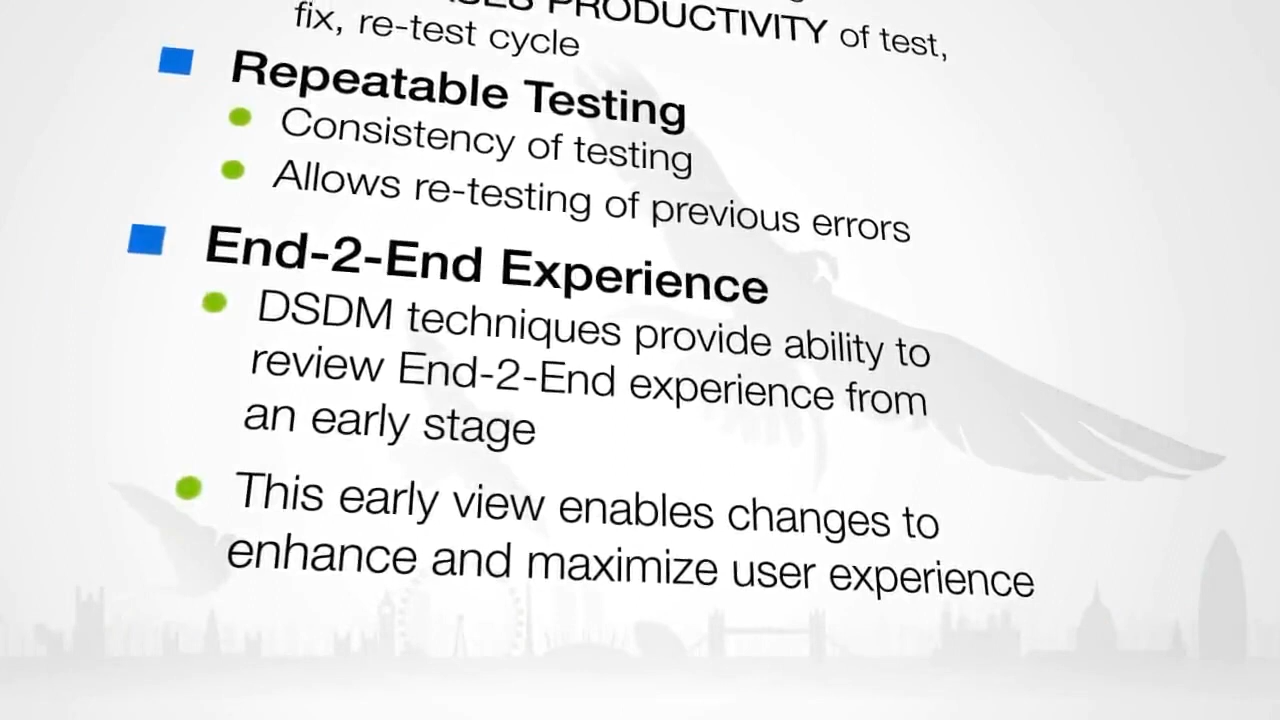 PRODUCTIVITY of test,
fix, re-test cycle
Repeatable Testing
Consistency of testing
Allows re-testing of previous errors
End-2-End Experience
DSDM techniques provide ability to
review End-2-End experience from
an early stage
This early view enables changes to
enhance and maximize user experience